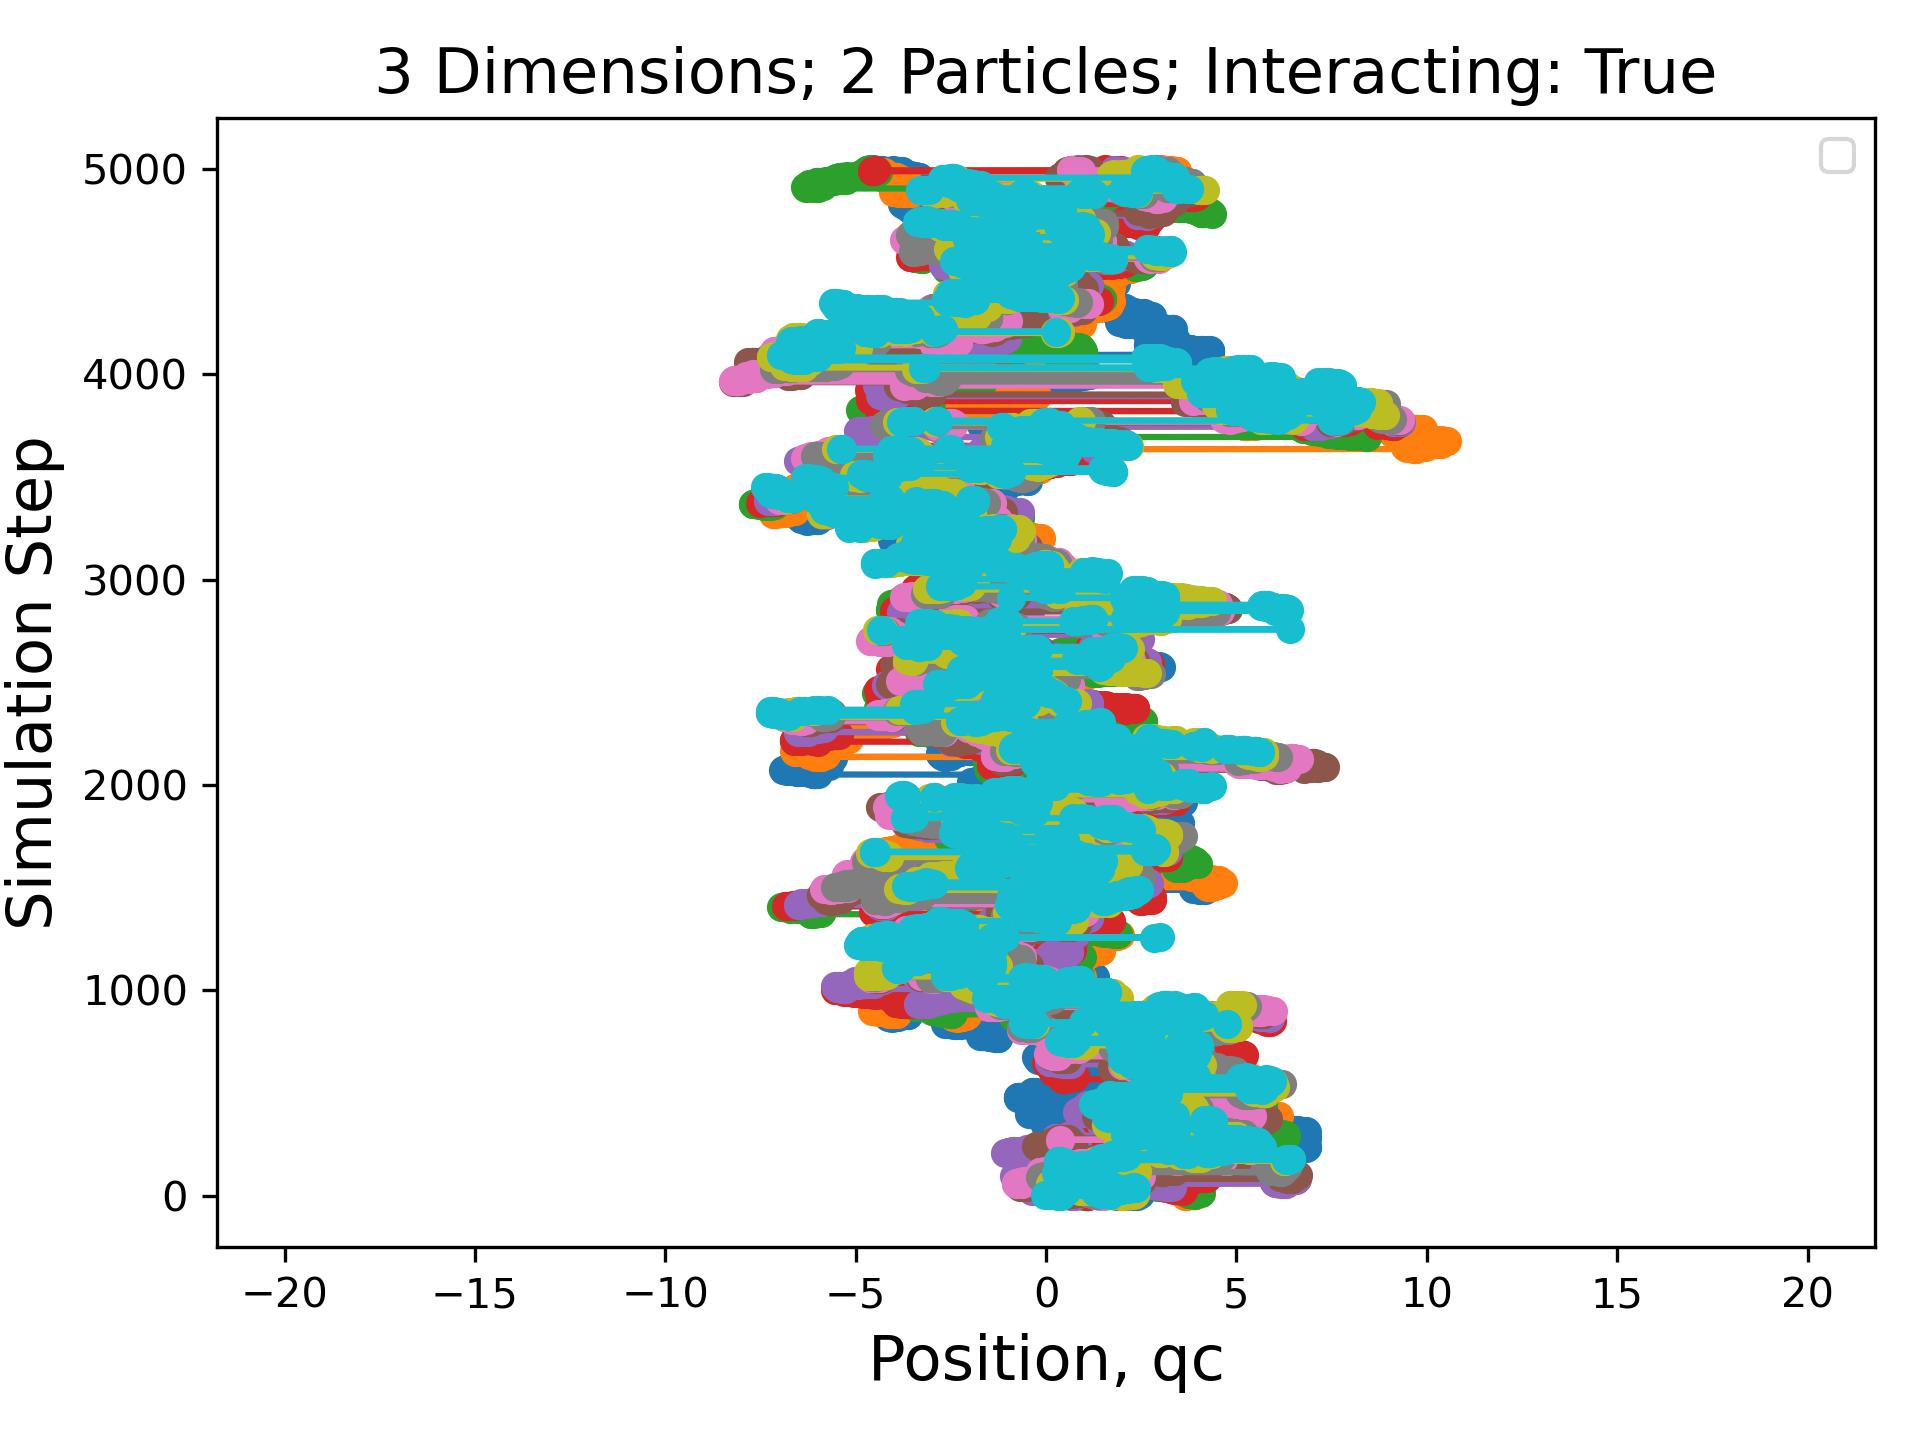 3 Dimensions; 2 Particles; Interacting: True
Simulation Step
5000
4000
3000
2000
1000
0
−20 −15 −10 −5 0 5 10 15 20
Position, qc